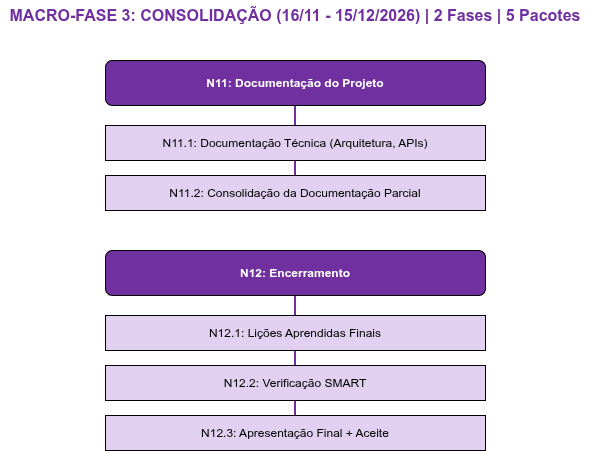 MACRO-FASE 3: CONSOLIDAÇÃO (16/11 - 15/12/2026) | 2 Fases | 5 Pacotes
N11: Documentação do Projeto
N11.1: Documentação Técnica (Arquitetura, APIs)
N11.2: Consolidação da Documentação Parcial
N12: Encerramento
N12.1: Lições Aprendidas Finais
N12.2: Verificação SMART
N12.3: Apresentação Final + Aceite